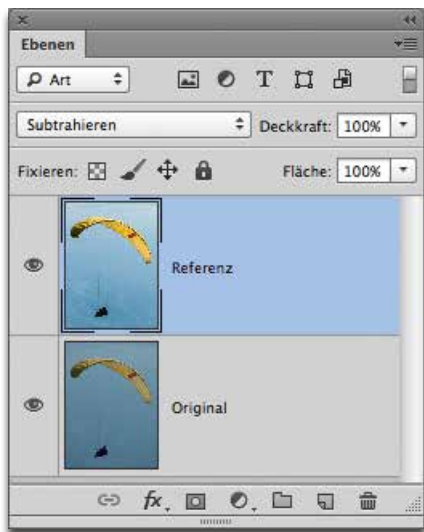 Ebenen
Art
Subtrahieren Deckkraft: 100%
Fixieren: Fläche: 100%
Referenz
Original
fx